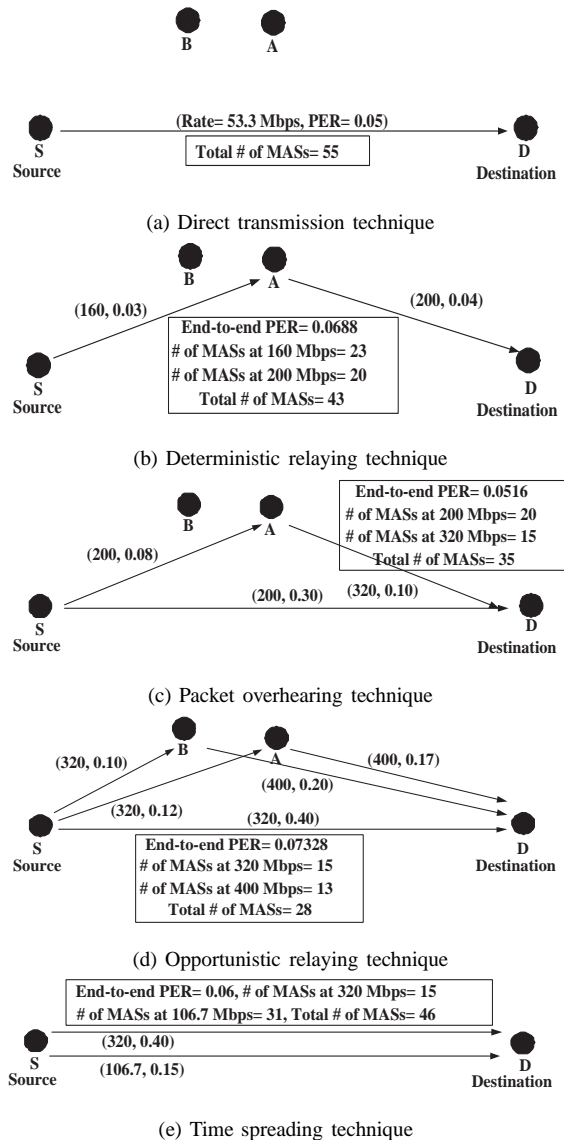 B A
(Rate= 53.3 Mbps, PER= 0.05)
S D
Source Destination
Total # of MASs= 55
(a) Direct transmission technique
B A
(160, 0.03) (200, 0.04)
End-to-end PER= 0.0688
# of MASs at 160 Mbps= 23
# of MASs at 200 Mbps= 20
Total # of MASs= 43
S D
Source Destination
(b) Deterministic relaying technique
End-to-end PER= 0.0516
# of MASs at 200 Mbps= 20
# of MASs at 320 Mbps= 15
Total # of MASs= 35
B A
(200, 0.08)
(200, 0.30) (320, 0.10)
S D
Source Destination
(c) Packet overhearing technique
B A
(320, 0.10) (400, 0.17)
(400, 0.20)
(320, 0.12) (320, 0.40)
S D
Source Destination
End-to-end PER= 0.07328
# of MASs at 320 Mbps= 15
# of MASs at 400 Mbps= 13
Total # of MASs= 28
(d) Opportunistic relaying technique
End-to-end PER= 0.06, # of MASs at 320 Mbps= 15
# of MASs at 106.7 Mbps= 31, Total # of MASs= 46
(320, 0.40)
S D
Source Destination
(106.7, 0.15)
(e) Time spreading technique